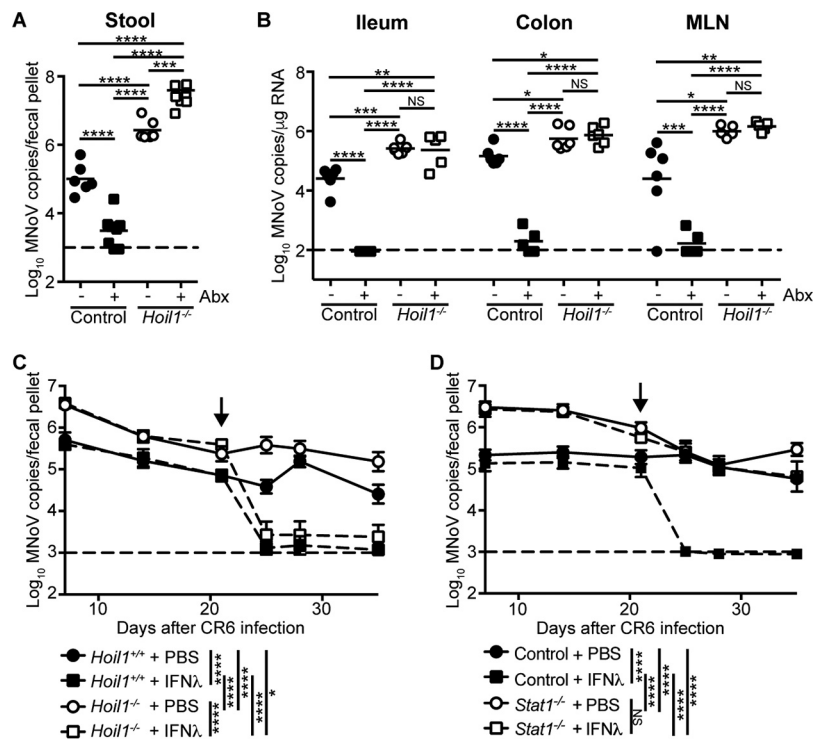 A
Stool
B
Ileum
Colon
MLN
Log10 MNoV copies/fecal pellet
8
6
4
2
****
****
***
****
****
****
- + - + Abx
Control Hoil1-/-
Log10 MNoV copies/µg RNA
8
6
4
2
**
****
NS
***
****
****
*
****
NS
*
****
****
**
****
NS
*
****
***
- + - + - + - + - + - + Abx
Control Hoil1-/- Control Hoil1-/- Control Hoil1-/-
C
Log10 MNoV copies/fecal pellet
7
6
5
4
3
2
10 20 30
Days after CR6 infection
Hoil1+/+ + PBS
Hoil1+/+ + IFNλ
Hoil1-/- + PBS
Hoil1-/- + IFNλ
****
****
****
****
****
*
D
Log10 MNoV copies/fecal pellet
7
6
5
4
3
2
10 20 30
Days after CR6 infection
Control + PBS
Control + IFNλ
Stat1-/- + PBS
Stat1-/- + IFNλ
****
NS
****
****
****
****